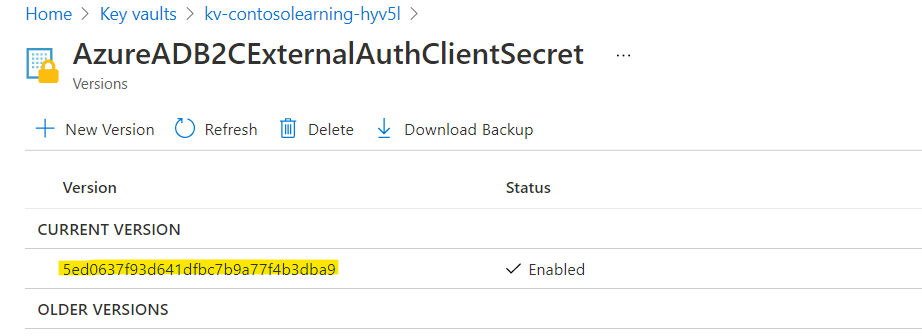 Home > Key vaults > kv-contosolearning-hyv5l >
AzureADB2CExternalAuthClientSecret ...
Versions
+ New Version Refresh Delete Download Backup
Version Status
CURRENT VERSION
5ed0637f93d641dfbc7b9a77f4b3dba9 ✓ Enabled
OLDER VERSIONS